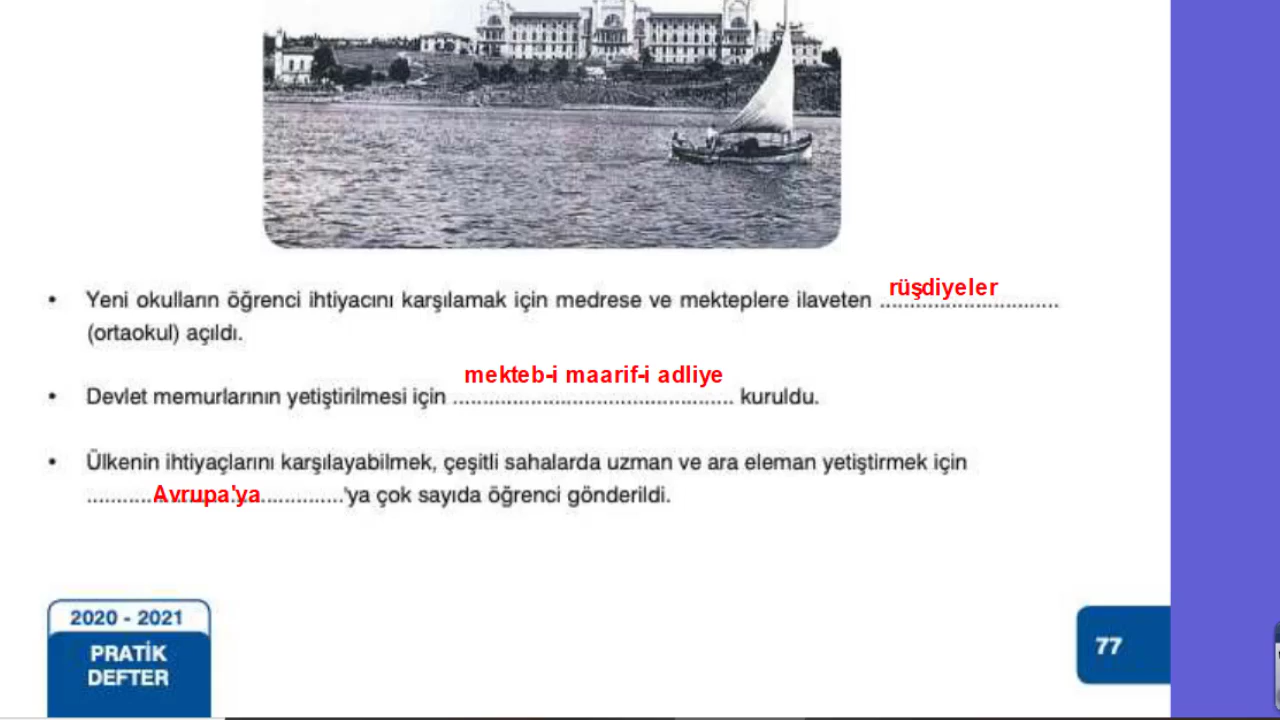 • Yeni okulların öğrenci ihtiyacını karşılamak için medrese ve mekteplere ilaveten rüşdiyeler ..............................
(ortaokul) açıldı.
mekteb-i maarif-i adliye
• Devlet memurlarının yetiştirilmesi için ............................................... kuruldu.
• Ülkenin ihtiyaçlarını karşılayabilmek, çeşitli sahalarda uzman ve ara eleman yetiştirmek için
........... Avrupa'ya ..............'ya çok sayıda öğrenci gönderildi.
2020 - 2021
PRATİK
DEFTER
77